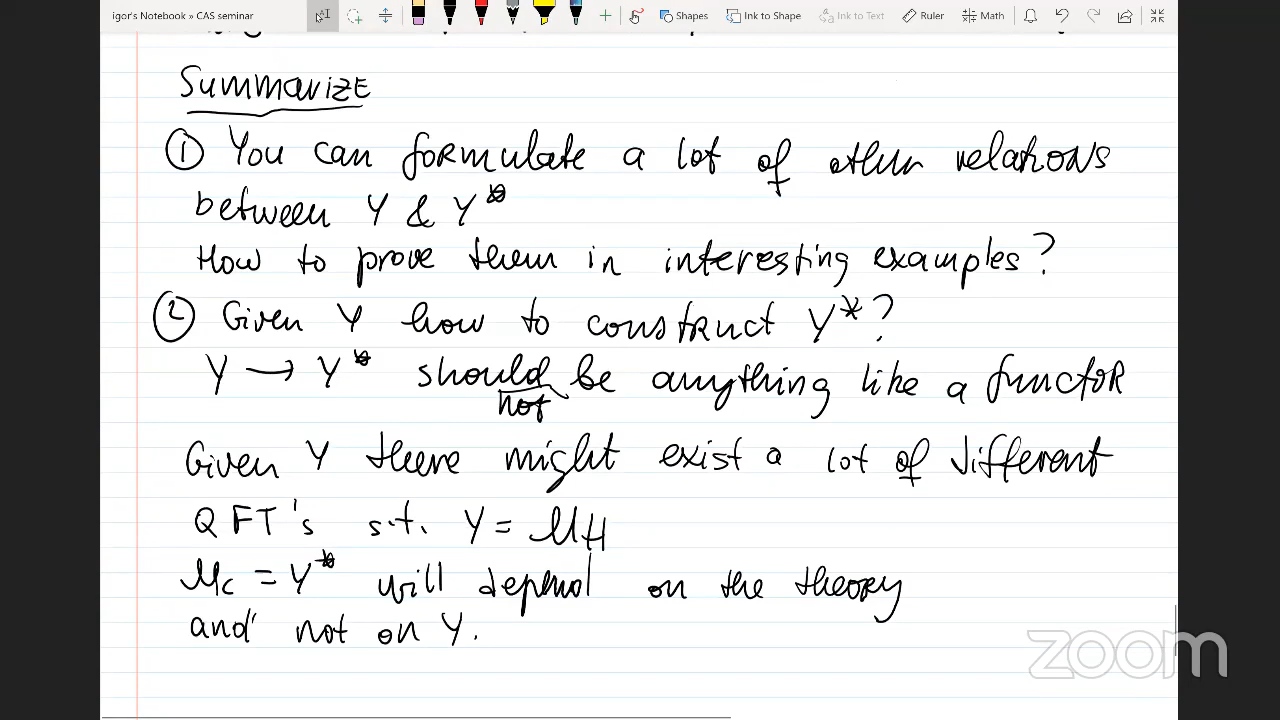 igor's Notebook » CAS seminar
Shapes Ink to Shape Ink to Text Ruler Math
Summarize
① You can formulate a lot of other relations
between Y & Y*
How to prove them in interesting examples?
② Given Y how to construct Y*?
Y → Y* should be anything like a functor
not
Given Y there might exist a lot of different
QFT's s.t. Y = MH
Mc = Y* will depend on the theory
and not on Y.
zoom